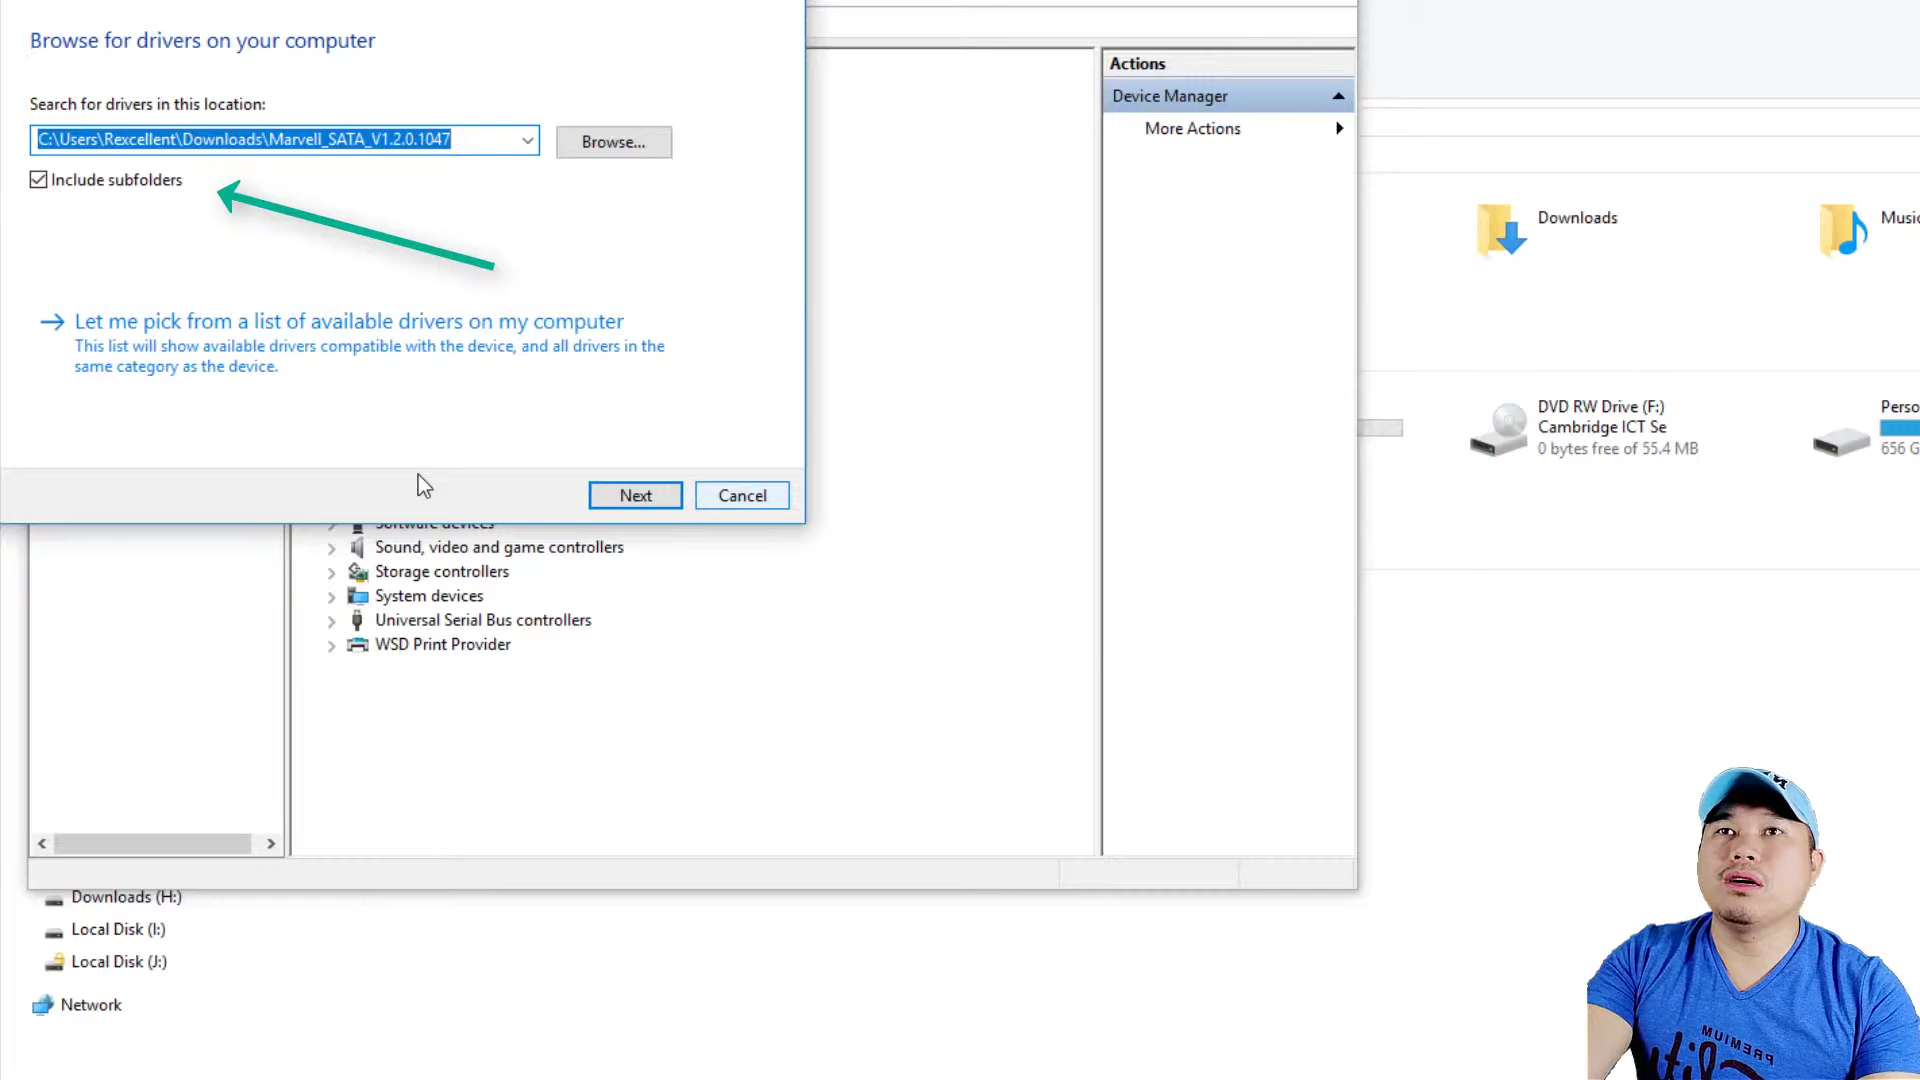 Browse for drivers on your computer
Search for drivers in this location:
C:\Users\Rexcellent\Downloads\Marvell_SATA_V1.2.0.1047
Browse...
Include subfolders
Let me pick from a list of available drivers on my computer
This list will show available drivers compatible with the device, and all drivers in the
same category as the device.
Next
Cancel
Actions
Device Manager
More Actions
Software devices
Sound, video and game controllers
Storage controllers
System devices
Universal Serial Bus controllers
WSD Print Provider
Downloads
Music
DVD RW Drive (F:)
Cambridge ICT Se
0 bytes free of 55.4 MB
Perso
656 G
Downloads (H:)
Local Disk (I:)
Local Disk (J:)
Network
PREMIUM